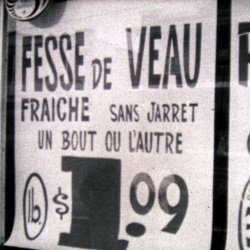 FESSE DE VEAU
FRAICHE SANS JARRET
UN BOUT OU L'AUTRE
lb. $1.09